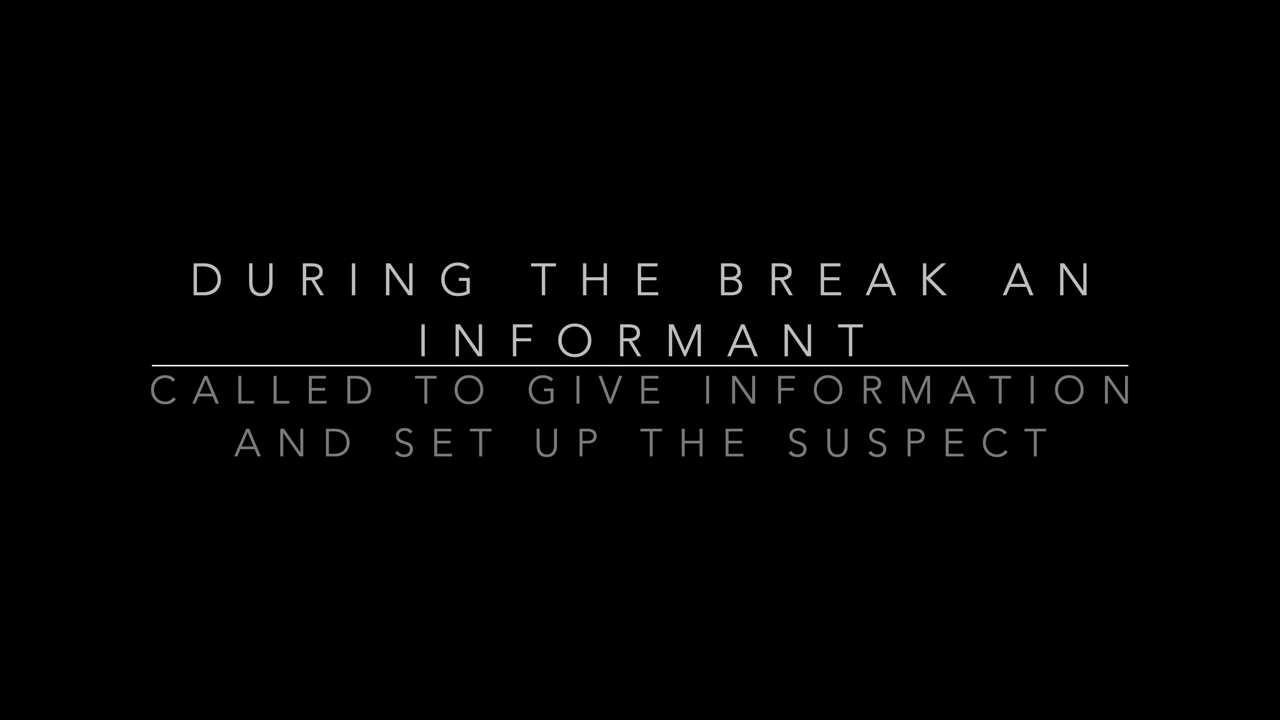 DURING THE BREAK AN
INFORMANT
CALLED TO GIVE INFORMATION
AND SET UP THE SUSPECT